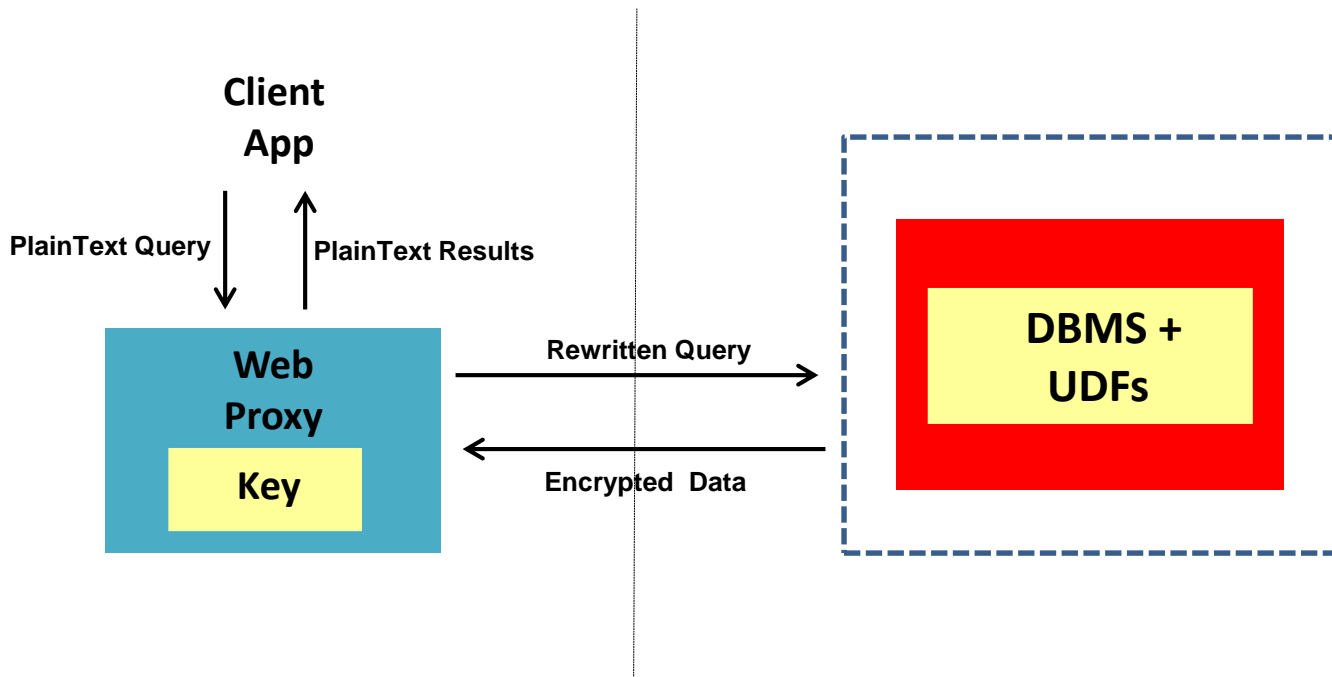 Client
App
PlainText Query
PlainText Results
Web
Proxy
Key
Rewritten Query
Encrypted Data
DBMS +
UDFs